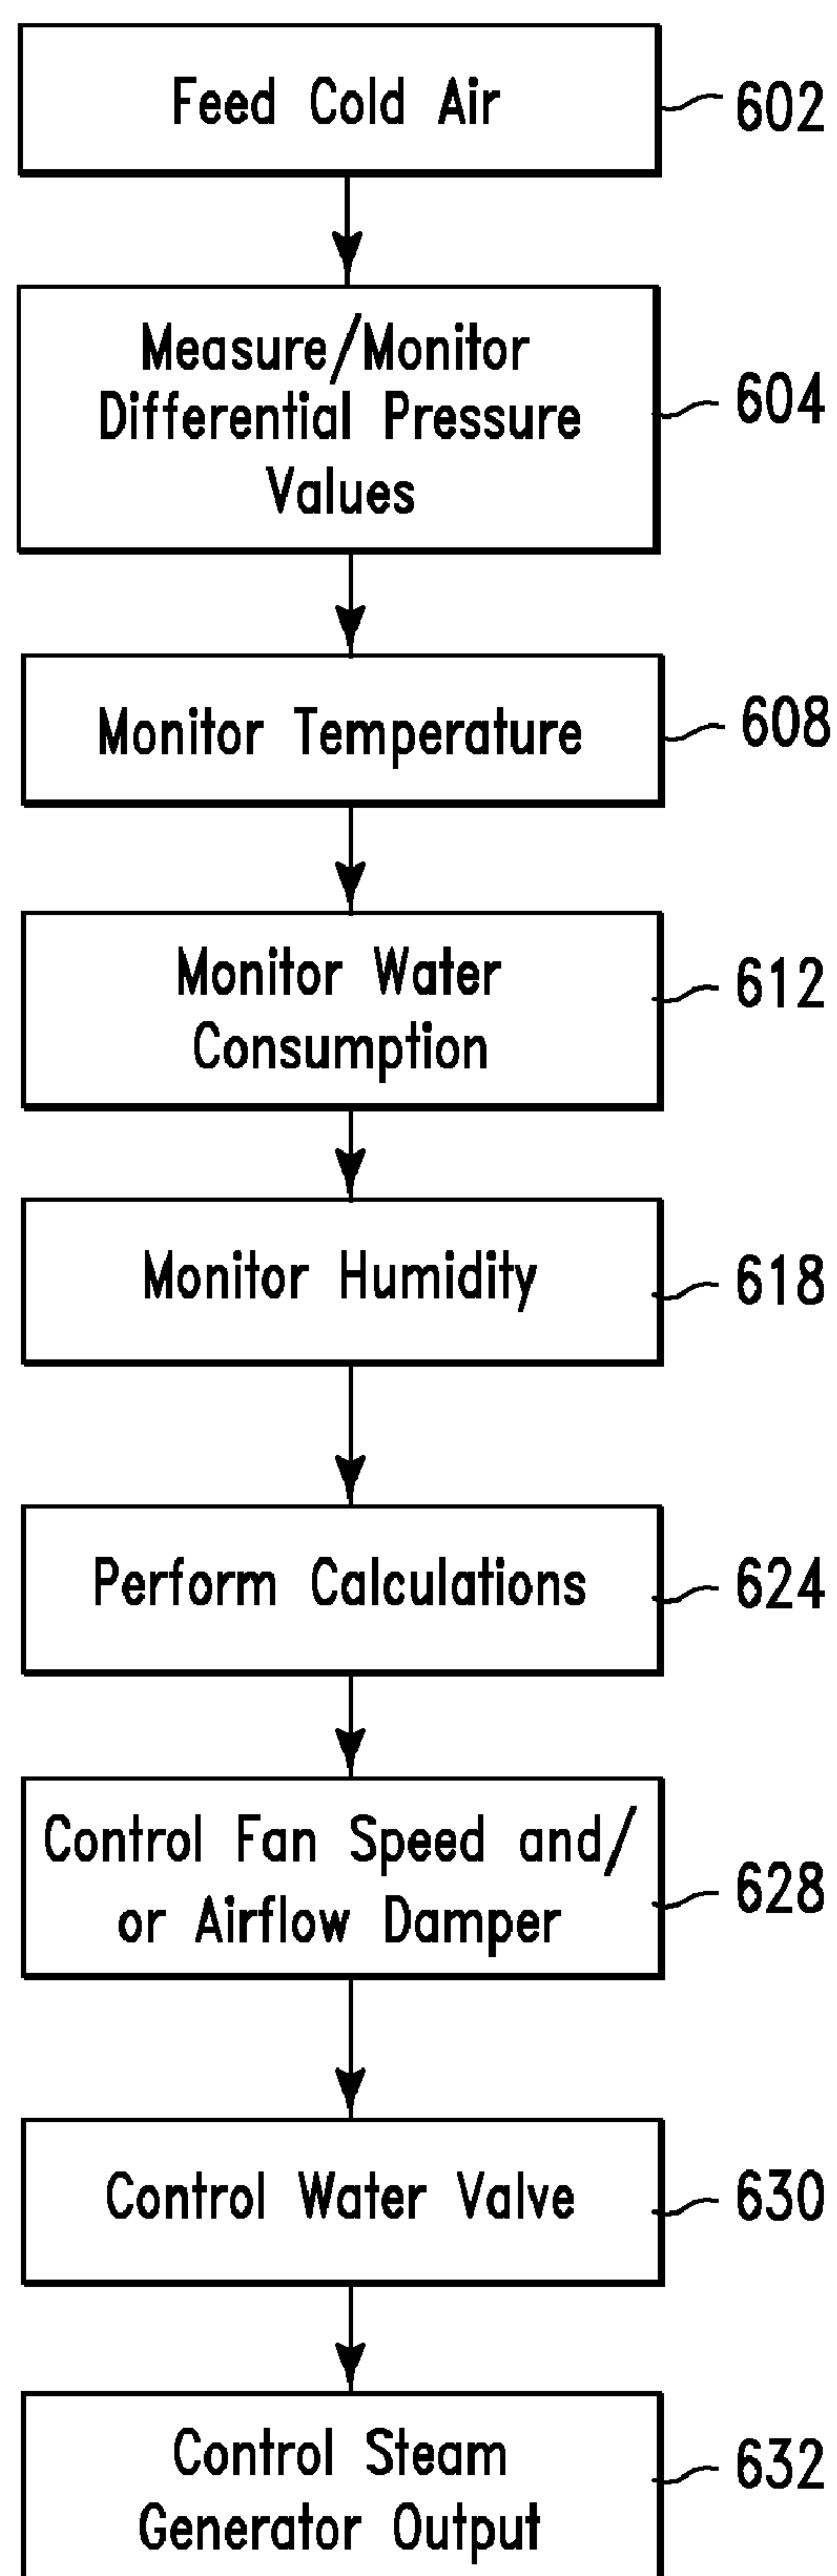 Feed Cold Air
602
Measure/Monitor
Differential Pressure
Values
604
Monitor Temperature
608
Monitor Water
Consumption
612
Monitor Humidity
618
Perform Calculations
624
Control Fan Speed and/
or Airflow Damper
628
Control Water Valve
630
Control Steam
Generator Output
632